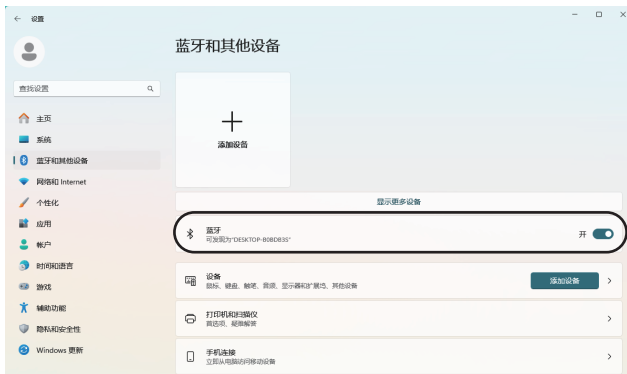 设置
蓝牙和其他设备
查找设置
添加设备
主页
系统
蓝牙和其他设备
网络和 Internet
个性化
应用
帐户
时间和语言
游戏
辅助功能
隐私和安全性
Windows 更新
显示更多设备
蓝牙
可发现为"DESKTOP-B0BDB3S"
开
设备
鼠标、键盘、触笔、音频、显示器和扩展坞、其他设备
添加设备
打印机和扫描仪
首选项、疑难解答
手机连接
立即从电脑访问移动设备